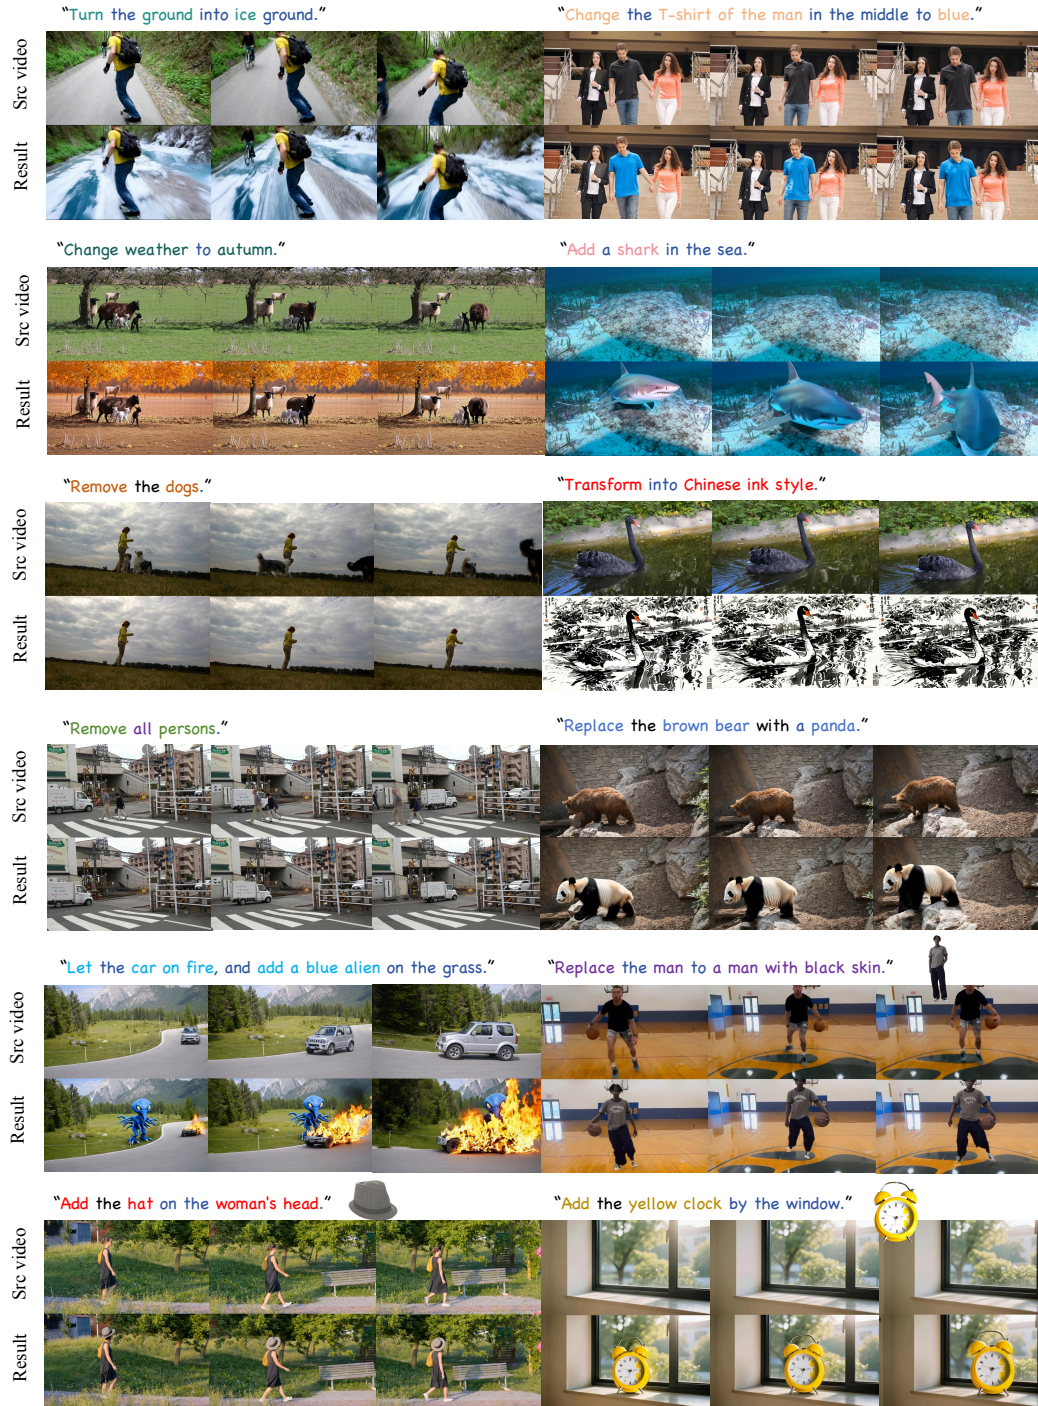 “Turn the ground into ice ground.”
“Change the T-shirt of the man in the middle to blue.”
Src video
Result
“Change weather to autumn.”
“Add a shark in the sea.”
Src video
Result
“Remove the dogs.”
“Transform into Chinese ink style.”
Src video
Result
“Remove all persons.”
“Replace the brown bear with a panda.”
Src video
Result
“Let the car on fire, and add a blue alien on the grass.”
“Replace the man to a man with black skin.”
Src video
Result
“Add the hat on the woman's head.”
“Add the yellow clock by the window.”
Src video
Result